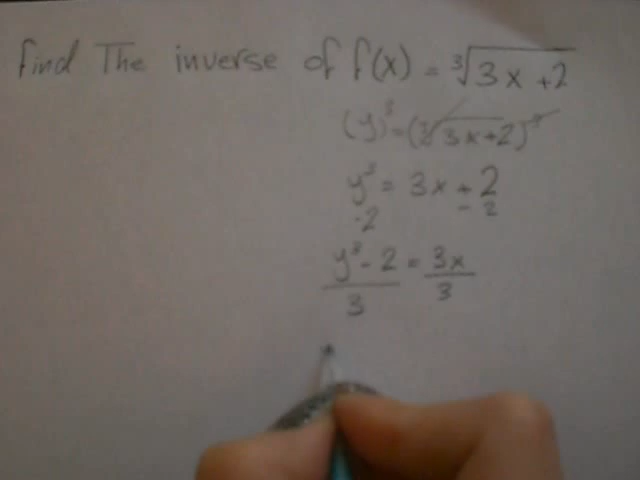 find The inverse of f(x) = ∛(3x+2)
(y)³ = (∛(3x+2))³
y³ = 3x + 2
-2 - 2
y³ - 2 = 3x
3 3